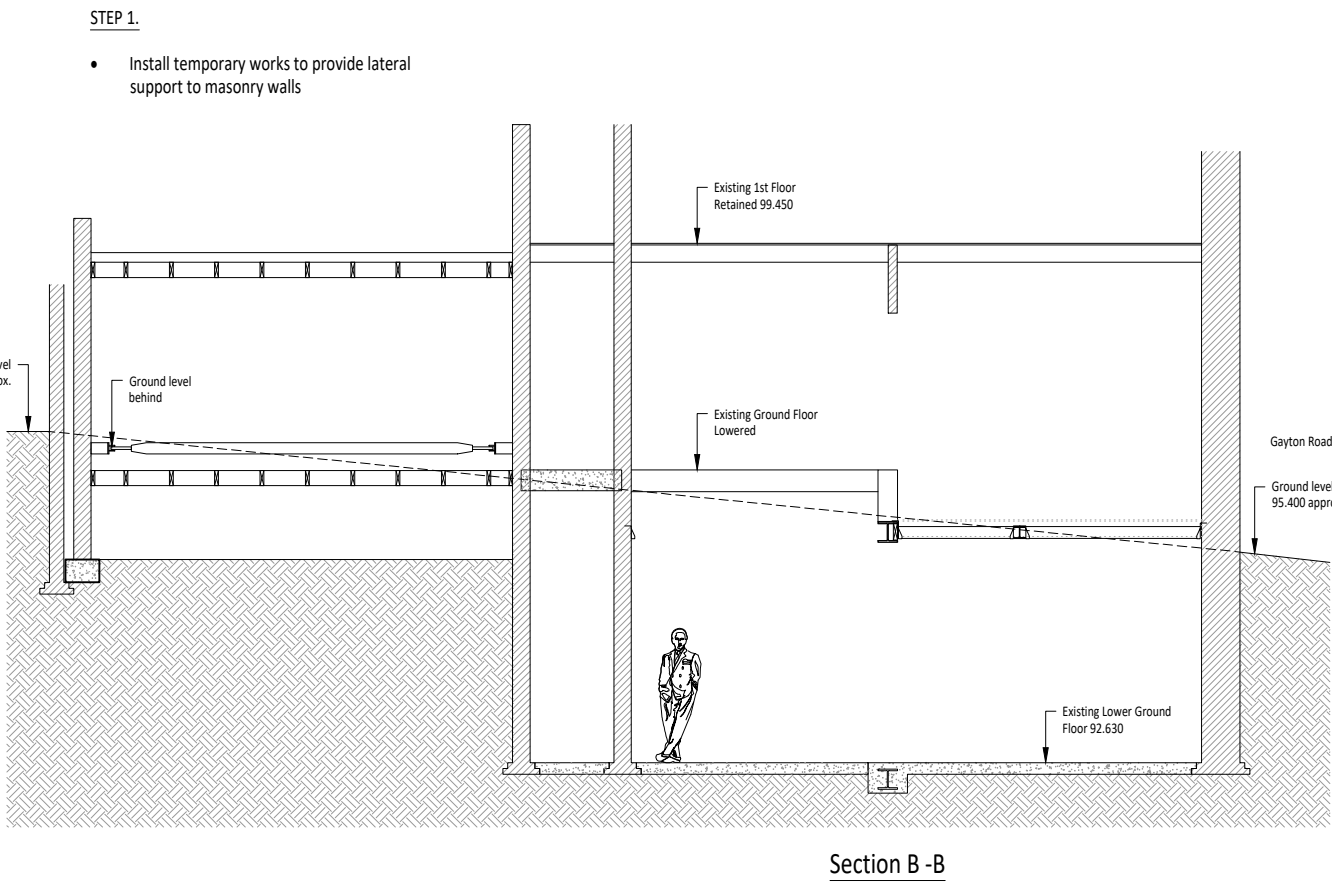 STEP 1.
• Install temporary works to provide lateral
support to masonry walls
Existing 1st Floor
Retained 99.450
Ground level
behind
Existing Ground Floor
Lowered
Gayton Road
Ground level
95.400
Existing Lower Ground
Floor 92.630
Section B -B